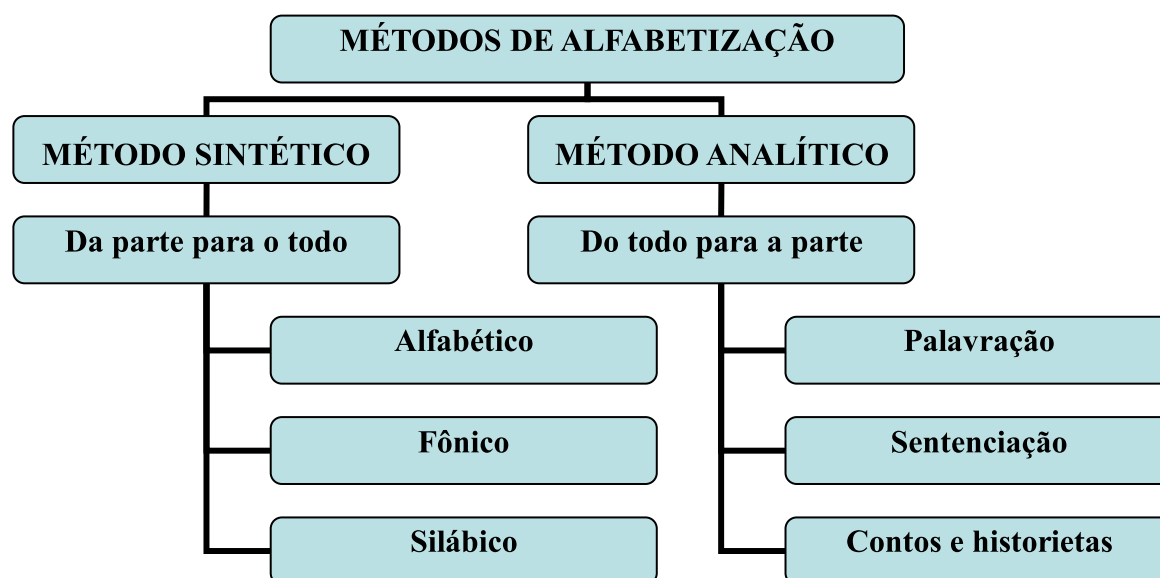 MÉTODOS DE ALFABETIZAÇÃO
MÉTODO SINTÉTICO
MÉTODO ANALÍTICO
Da parte para o todo
Do todo para a parte
Alfabético
Palavração
Fônico
Sentenciação
Silábico
Contos e historietas